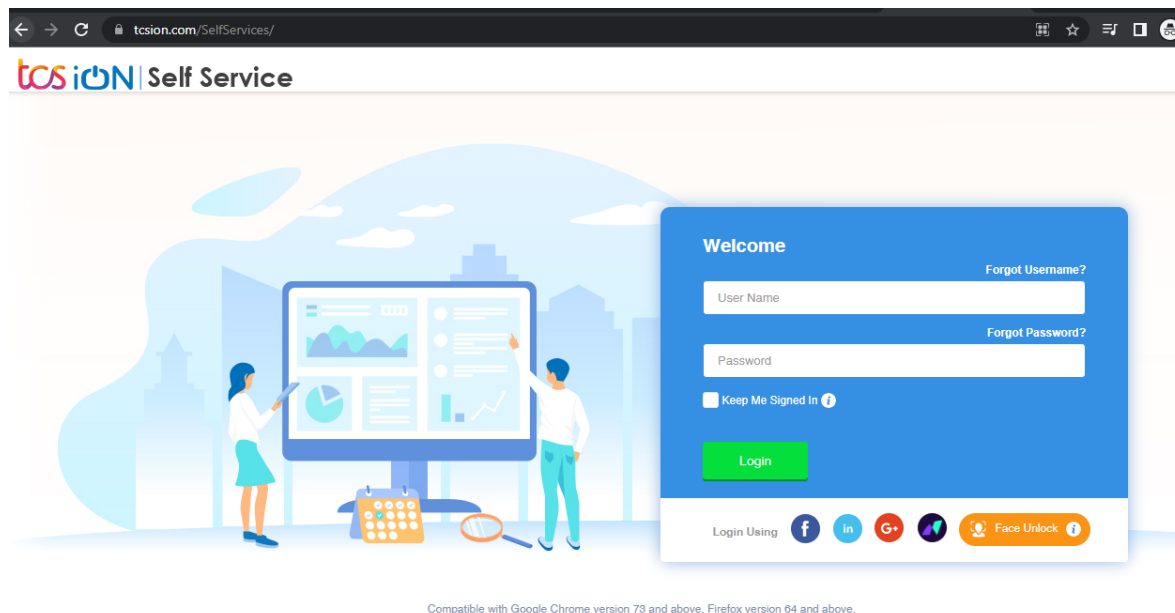 tcsion.com/SelfServices/
tcs iON | Self Service
Welcome
Forgot Username?
User Name
Forgot Password?
Password
Keep Me Signed In i
Login
Login Using f in G+ Face Unlock i
Compatible with Google Chrome version 73 and above, Firefox version 64 and above.